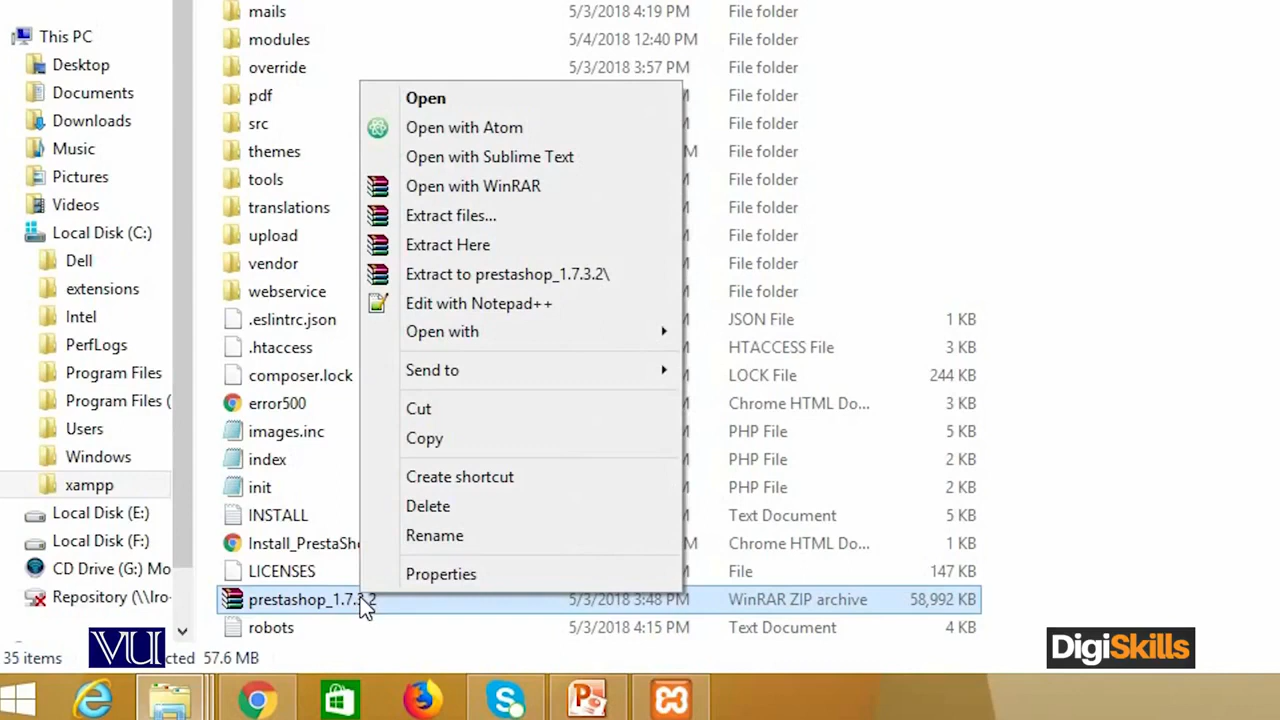 This PC
Desktop
Documents
Downloads
Music
Pictures
Videos
Local Disk (C:)
Dell
extensions
Intel
PerfLogs
Program Files
Program Files (
Users
Windows
xampp
Local Disk (E:)
Local Disk (F:)
CD Drive (G:) Mo
Repository (\\Iro-
mails 5/3/2018 4:19 PM File folder
modules 5/4/2018 12:40 PM File folder
override 5/3/2018 3:57 PM File folder
pdf File folder
src File folder
themes M File folder
tools File folder
translations File folder
upload File folder
vendor File folder
webservice File folder
.eslintrc.json JSON File 1 KB
.htaccess HTACCESS File 3 KB
composer.lock LOCK File 244 KB
error500 Chrome HTML Do... 3 KB
images.inc PHP File 5 KB
index PHP File 5 KB
init PHP File 5 KB
INSTALL Text Document 5 KB
Install_PrestaSho M Chrome HTML Do... 5 KB
LICENSES File 147 KB
prestashop_1.7.3.2 5/3/2018 3:48 PM WinRAR ZIP archive 58,992 KB
robots 5/3/2018 4:15 PM Text Document 4 KB
Open
Open with Atom
Open with Sublime Text
Open with WinRAR
Extract files...
Extract Here
Extract to prestashop_1.7.3.2\
Edit with Notepad++
Open with
Send to
Cut
Copy
Create shortcut
Delete
Rename
Properties
35 items VU cted 57.6 MB
DigiSkills